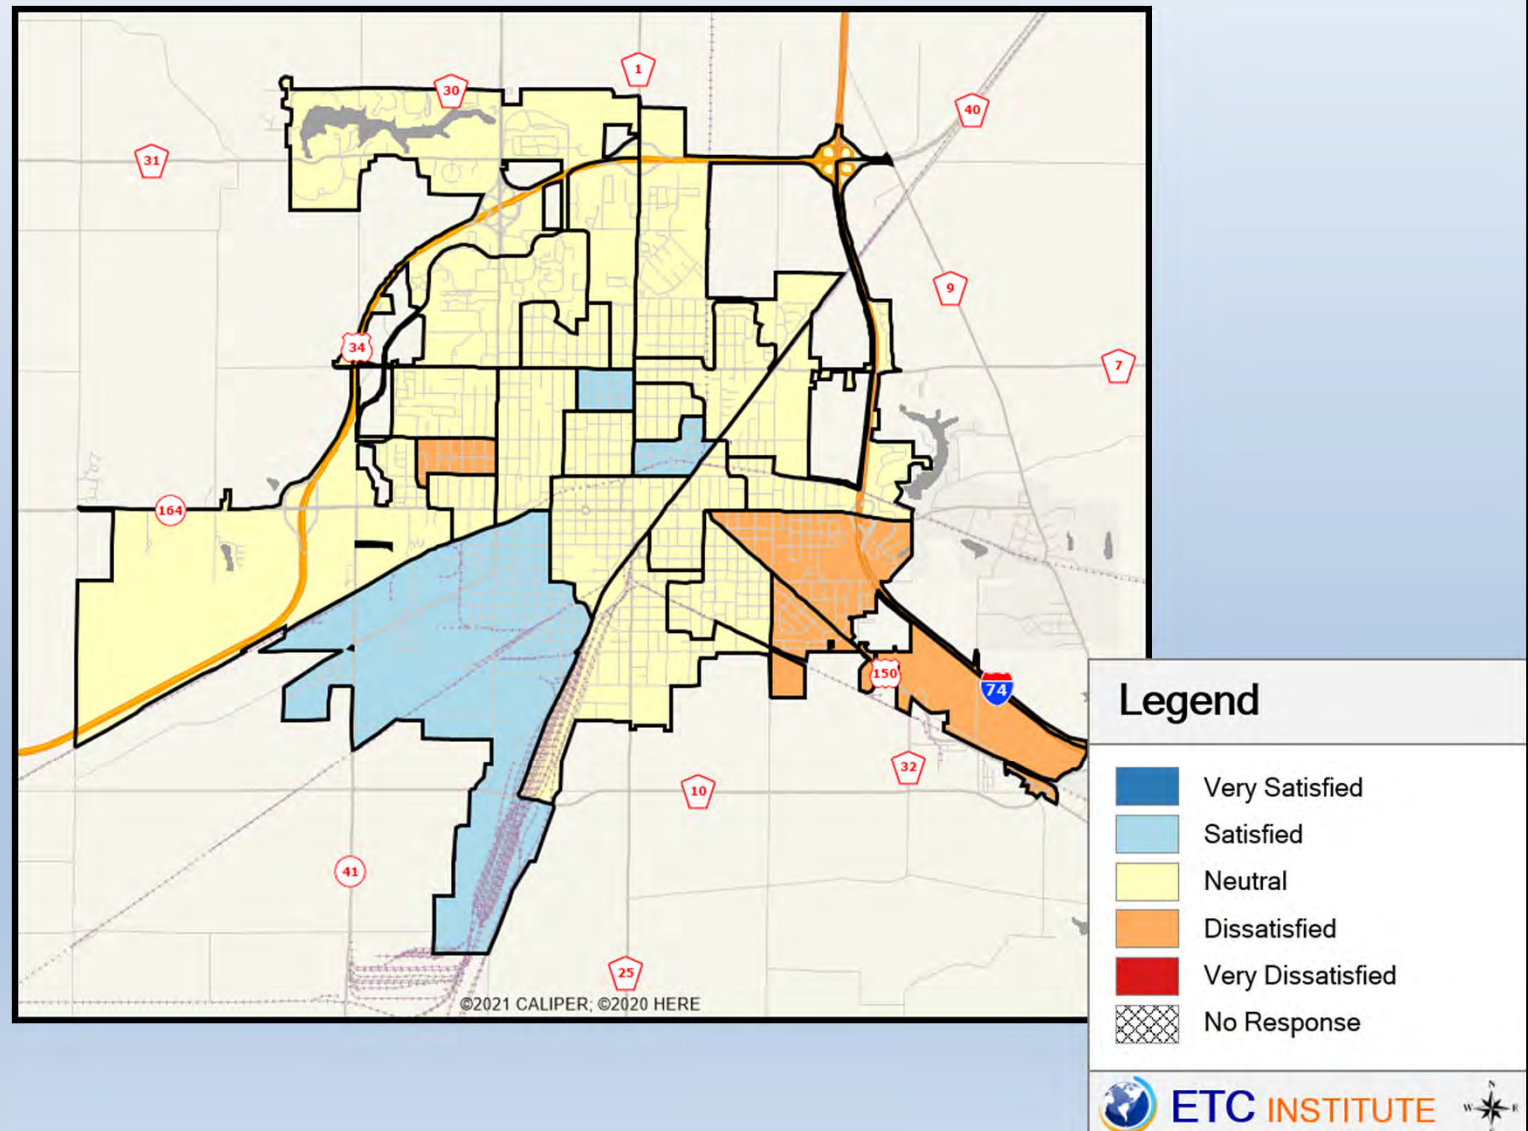 1
30
40
31
9
34
7
164
150
74
32
10
41
25
©2021 CALIPER; ©2020 HERE
Legend
Very Satisfied
Satisfied
Neutral
Dissatisfied
Very Dissatisfied
No Response
ETC INSTITUTE
N
W E
S